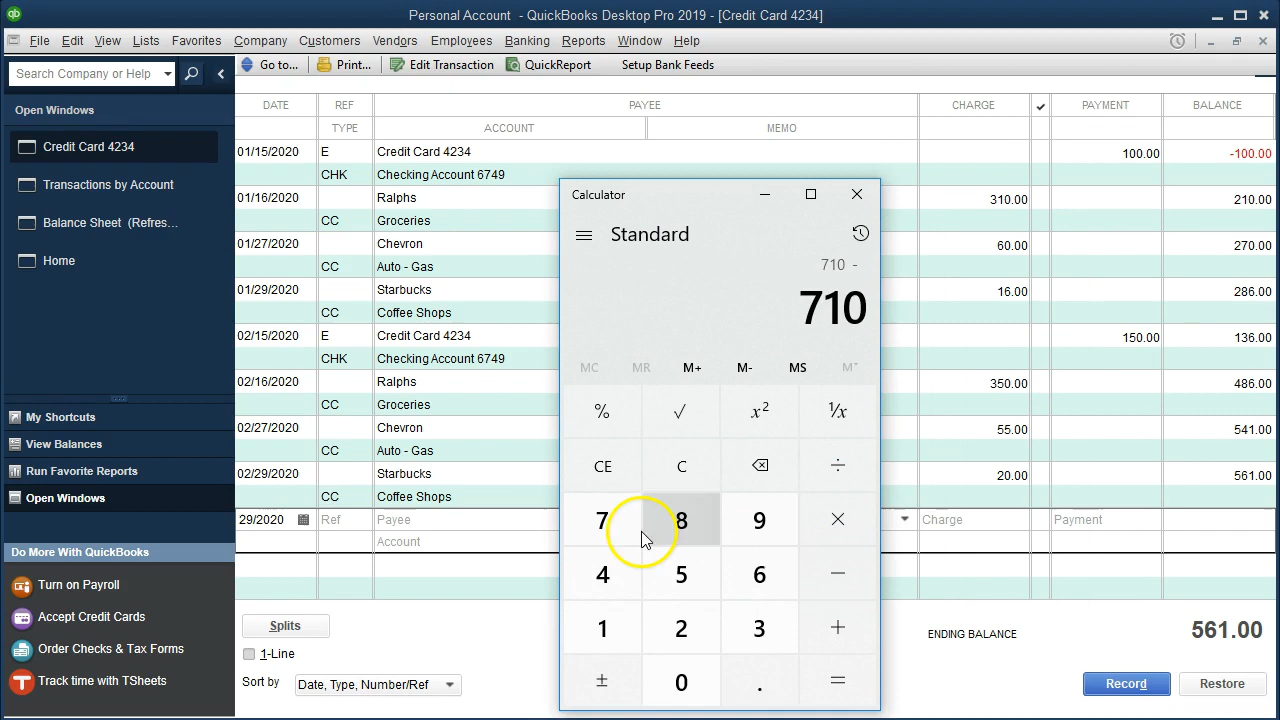 Personal Account - QuickBooks Desktop Pro 2019 - [Credit Card 4234]
File Edit View Lists Favorites Company Customers Vendors Employees Banking Reports Window Help
Search Company or Help
Go to... Print... Edit Transaction QuickReport Setup Bank Feeds
Open Windows
Credit Card 4234
Transactions by Account
Balance Sheet (Refres...
Home
My Shortcuts
View Balances
Run Favorite Reports
Open Windows
Do More With QuickBooks
Turn on Payroll
Accept Credit Cards
Order Checks & Tax Forms
Track time with TSheets
DATE REF PAYEE CHARGE ✓ PAYMENT BALANCE
TYPE ACCOUNT MEMO
01/15/2020 E Credit Card 4234 100.00 -100.00
CHK Checking Account 6749
01/16/2020 Ralphs 310.00 210.00
CC Groceries
01/27/2020 Chevron 60.00 270.00
CC Auto - Gas
01/29/2020 Starbucks 16.00 286.00
CC Coffee Shops
02/15/2020 E Credit Card 4234 150.00 136.00
CHK Checking Account 6749
02/16/2020 Ralphs 350.00 486.00
CC Groceries
02/27/2020 Chevron 55.00 541.00
CC Auto - Gas
02/29/2020 Starbucks 20.00 561.00
CC Coffee Shops
29/2020 Ref Payee Charge Payment
Account
Splits
1-Line
Sort by Date, Type, Number/Ref
ENDING BALANCE 561.00
Record Restore
Calculator
Standard
710 -
710
MC MR M+ M- MS M˅
% √ x² ¹/x
CE C ÷
7 8 9 ×
4 5 6 −
1 2 3 +
± 0 . =